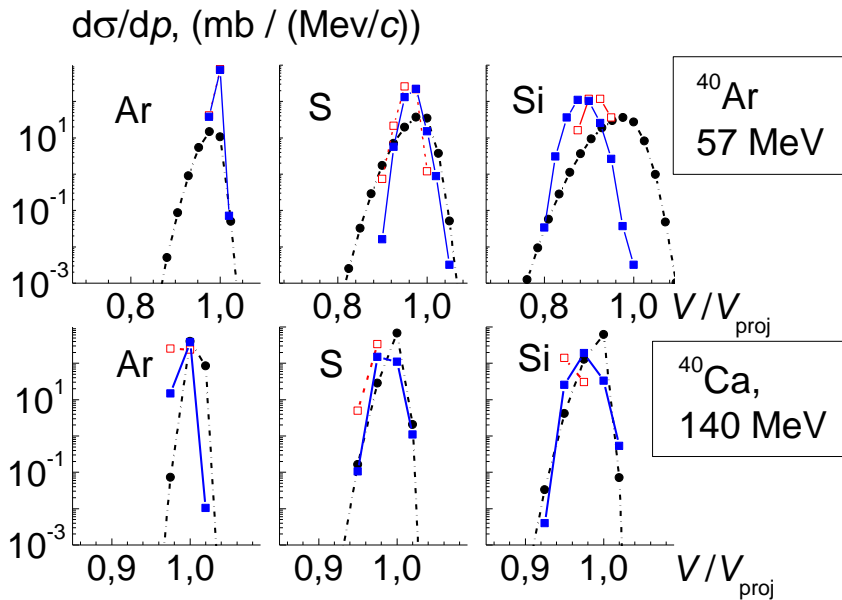 dσ/dp, (mb / (Mev/c))
Ar
S
Si
⁴⁰Ar
57 MeV
10¹
10⁻¹
10⁻³
0,8 1,0
0,8 1,0
0,8 1,0 V/Vproj
Ar
S
Si
⁴⁰Ca,
140 MeV
10¹
10⁻¹
10⁻³
0,9 1,0
0,9 1,0
0,9 1,0 V/Vproj